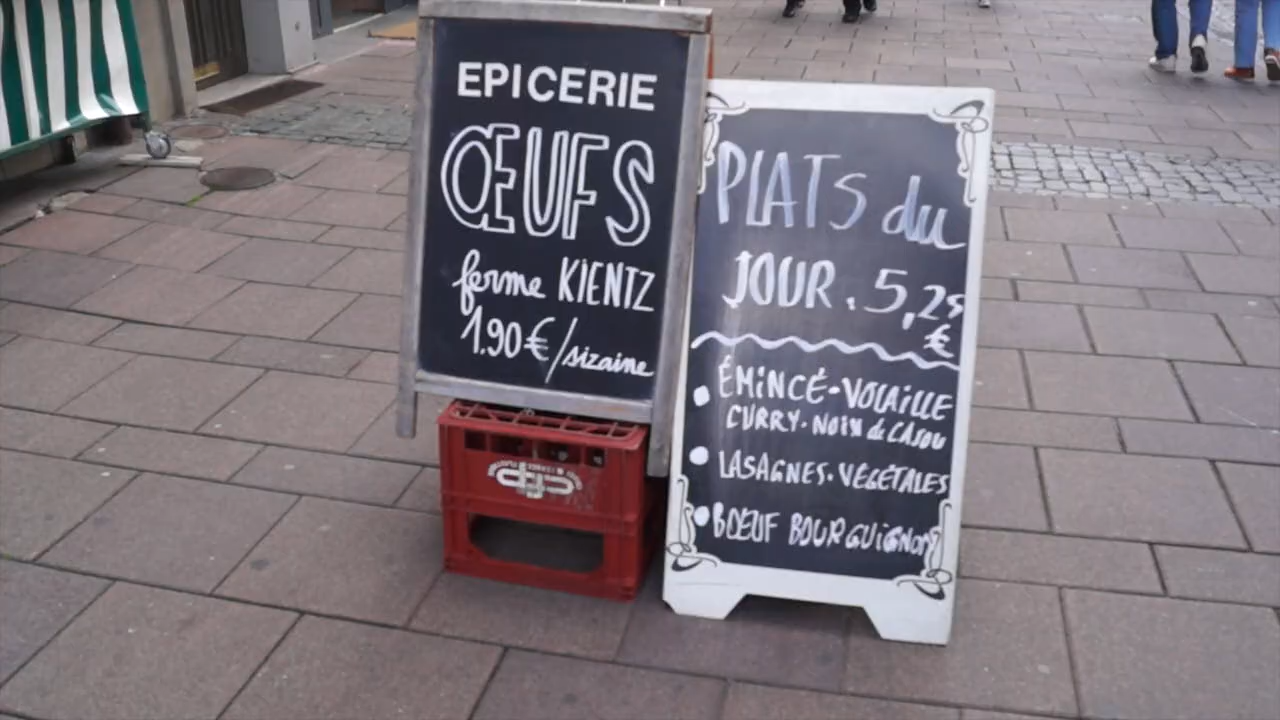 EPICERIE
ŒUFS
ferme KIENTZ
1.90€/sizaine
PLATS du
JOUR. 5,25
€
ÉMINCÉ-VOLAILLE
CURRY-NOIX de CAJOU
LASAGNES-VÉGÉTALES
BŒUF BOURGUIGNON